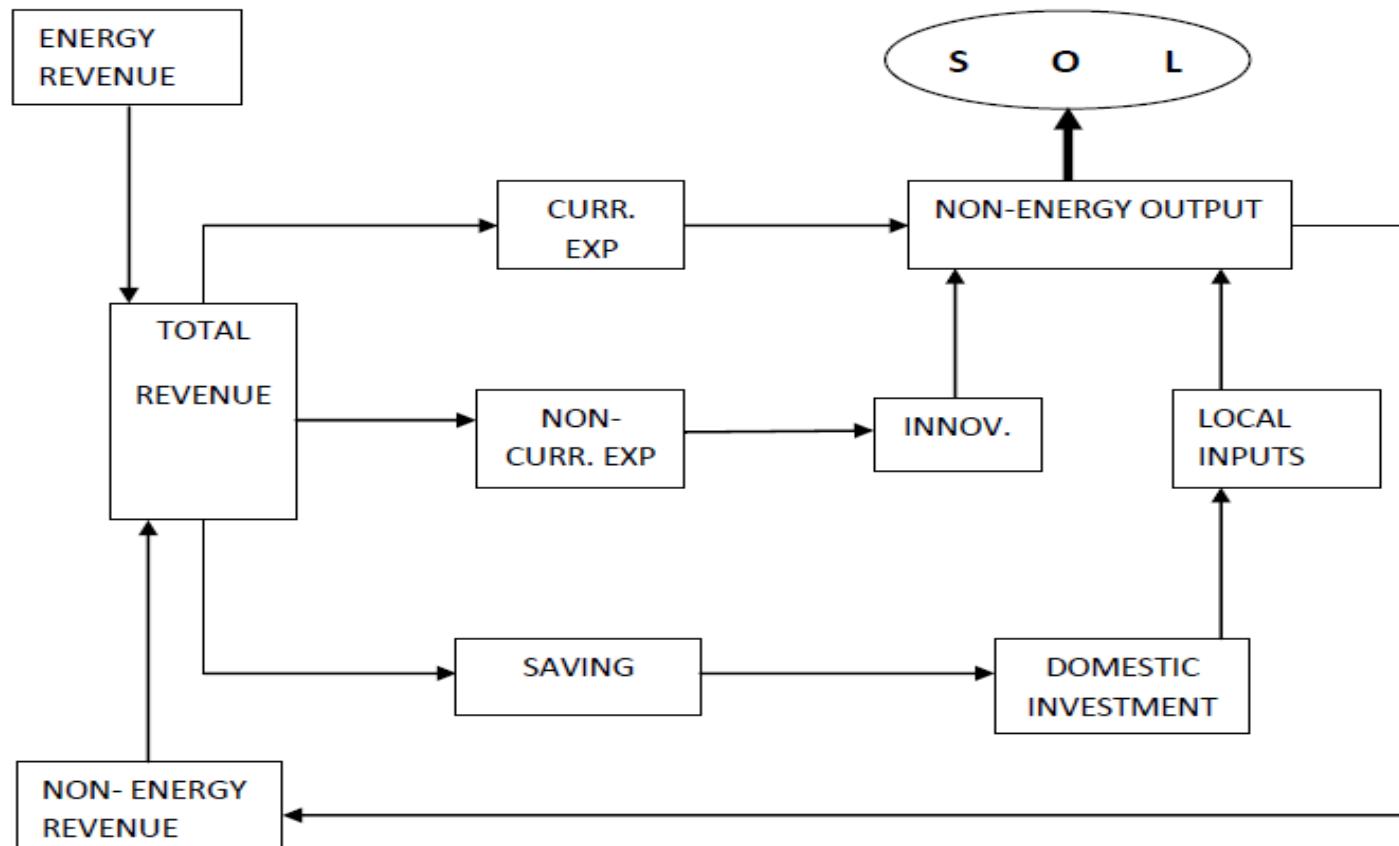 ENERGY
REVENUE
S O L
CURR.
EXP
NON-ENERGY OUTPUT
TOTAL
REVENUE
NON-
CURR. EXP
INNOV.
LOCAL
INPUTS
SAVING
DOMESTIC
INVESTMENT
NON- ENERGY
REVENUE